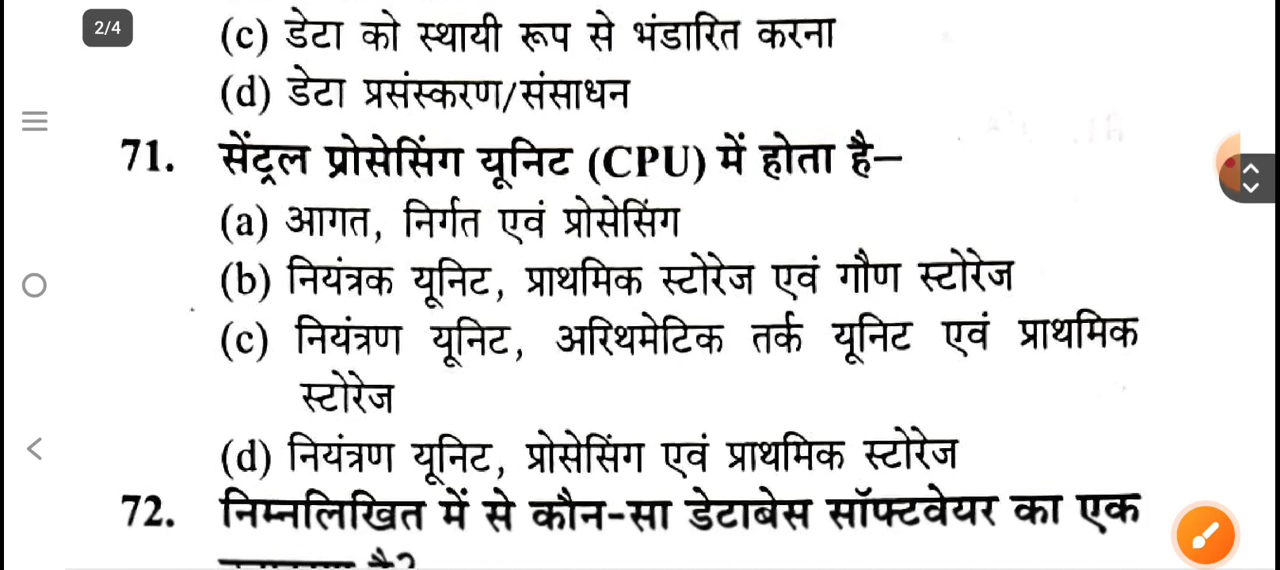 2/4
(c) डेटा को स्थायी रूप से भंडारित करना
(d) डेटा प्रसंस्करण/संसाधन
71. सेंट्रल प्रोसेसिंग यूनिट (CPU) में होता है–
(a) आगत, निर्गत एवं प्रोसेसिंग
(b) नियंत्रक यूनिट, प्राथमिक स्टोरेज एवं गौण स्टोरेज
(c) नियंत्रण यूनिट, अरिथमेटिक तर्क यूनिट एवं प्राथमिक
स्टोरेज
(d) नियंत्रण यूनिट, प्रोसेसिंग एवं प्राथमिक स्टोरेज
72. निम्नलिखित में से कौन-सा डेटाबेस सॉफ्टवेयर का एक
है?